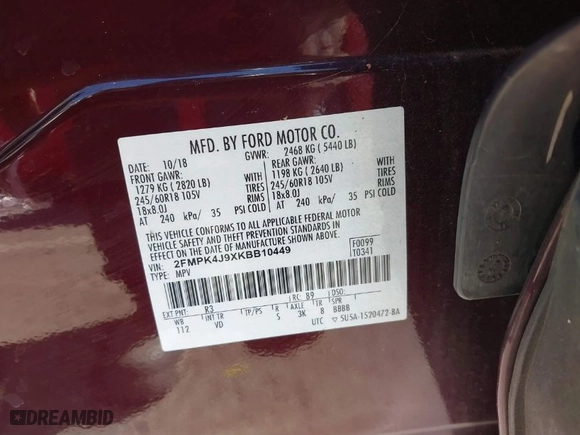 MFD. BY FORD MOTOR CO.
DATE: 10/18 GVWR: 2468 KG ( 5440 LB)
FRONT GAWR: REAR GAWR:
1279 KG ( 2820 LB) WITH 1198 KG ( 2640 LB) WITH
245/60R18 105V TIRES 245/60R18 105V TIRES
18x8.0J RIMS 18x8.0J RIMS
AT 240 kPa/ 35 PSI COLD AT 240 kPa/ 35 PSI COLD
THIS VEHICLE CONFORMS TO ALL APPLICABLE FEDERAL MOTOR
VEHICLE SAFETY AND THEFT PREVENTION STANDARDS IN
EFFECT ON THE DATE OF MANUFACTURE SHOWN ABOVE.
VIN: 2FMPK4J9XKBB10449 F0099
TYPE: MPV 10341
EXT PNT: R3 RC: 89 DSO:
WB INT TR TP/PS R AXLE TR SPR
112 VD S 3K 8 BBBB
UTC 5U5A-1520472-BA
DREAMBID